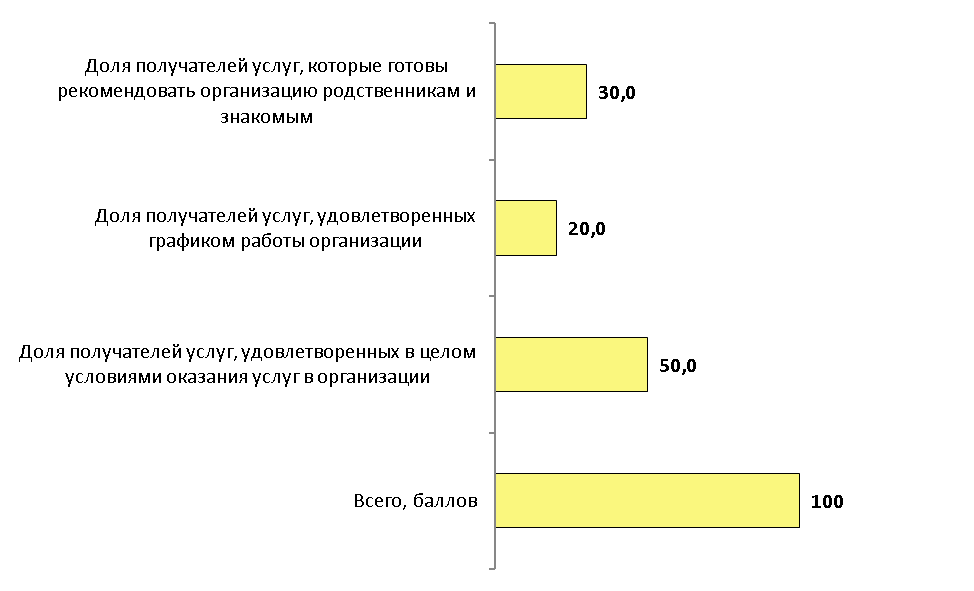 Доля получателей услуг, которые готовы
рекомендовать организацию родственникам и
знакомым
30,0
Доля получателей услуг, удовлетворенных
графиком работы организации
20,0
Доля получателей услуг, удовлетворенных в целом
условиями оказания услуг в организации
50,0
Всего, баллов
100